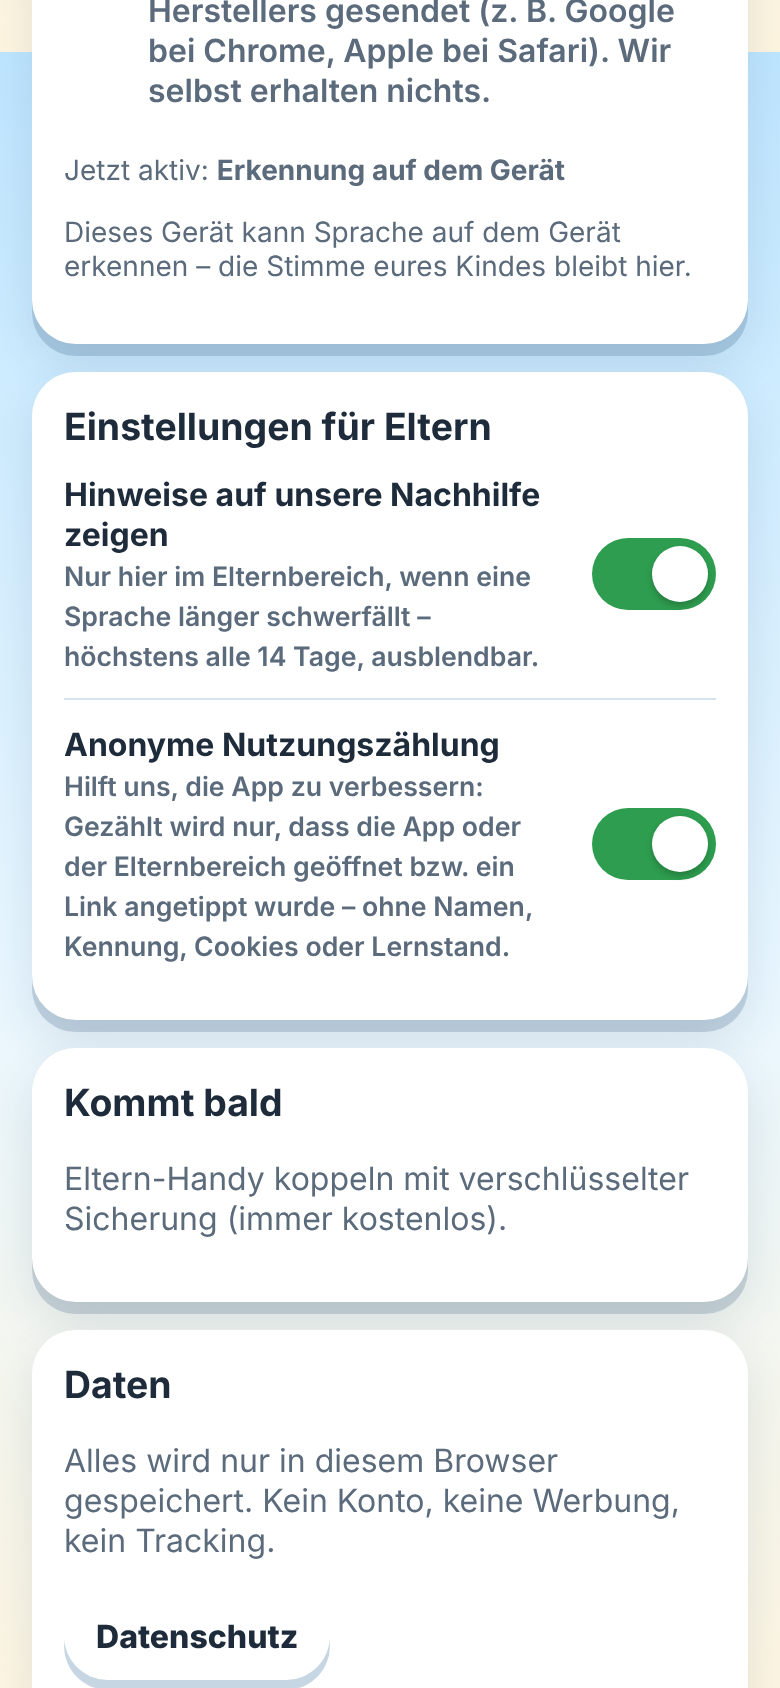 Herstellers gesendet (z. B. Google
bei Chrome, Apple bei Safari). Wir
selbst erhalten nichts.
Jetzt aktiv: Erkennung auf dem Gerät
Dieses Gerät kann Sprache auf dem Gerät
erkennen – die Stimme eures Kindes bleibt hier.
Einstellungen für Eltern
Hinweise auf unsere Nachhilfe
zeigen
Nur hier im Elternbereich, wenn eine
Sprache länger schwerfällt –
höchstens alle 14 Tage, ausblendbar.
Anonyme Nutzungszählung
Hilft uns, die App zu verbessern:
Gezählt wird nur, dass die App oder
der Elternbereich geöffnet bzw. ein
Link angetippt wurde – ohne Namen,
Kennung, Cookies oder Lernstand.
Kommt bald
Eltern-Handy koppeln mit verschlüsselter
Sicherung (immer kostenlos).
Daten
Alles wird nur in diesem Browser
gespeichert. Kein Konto, keine Werbung,
kein Tracking.
Datenschutz